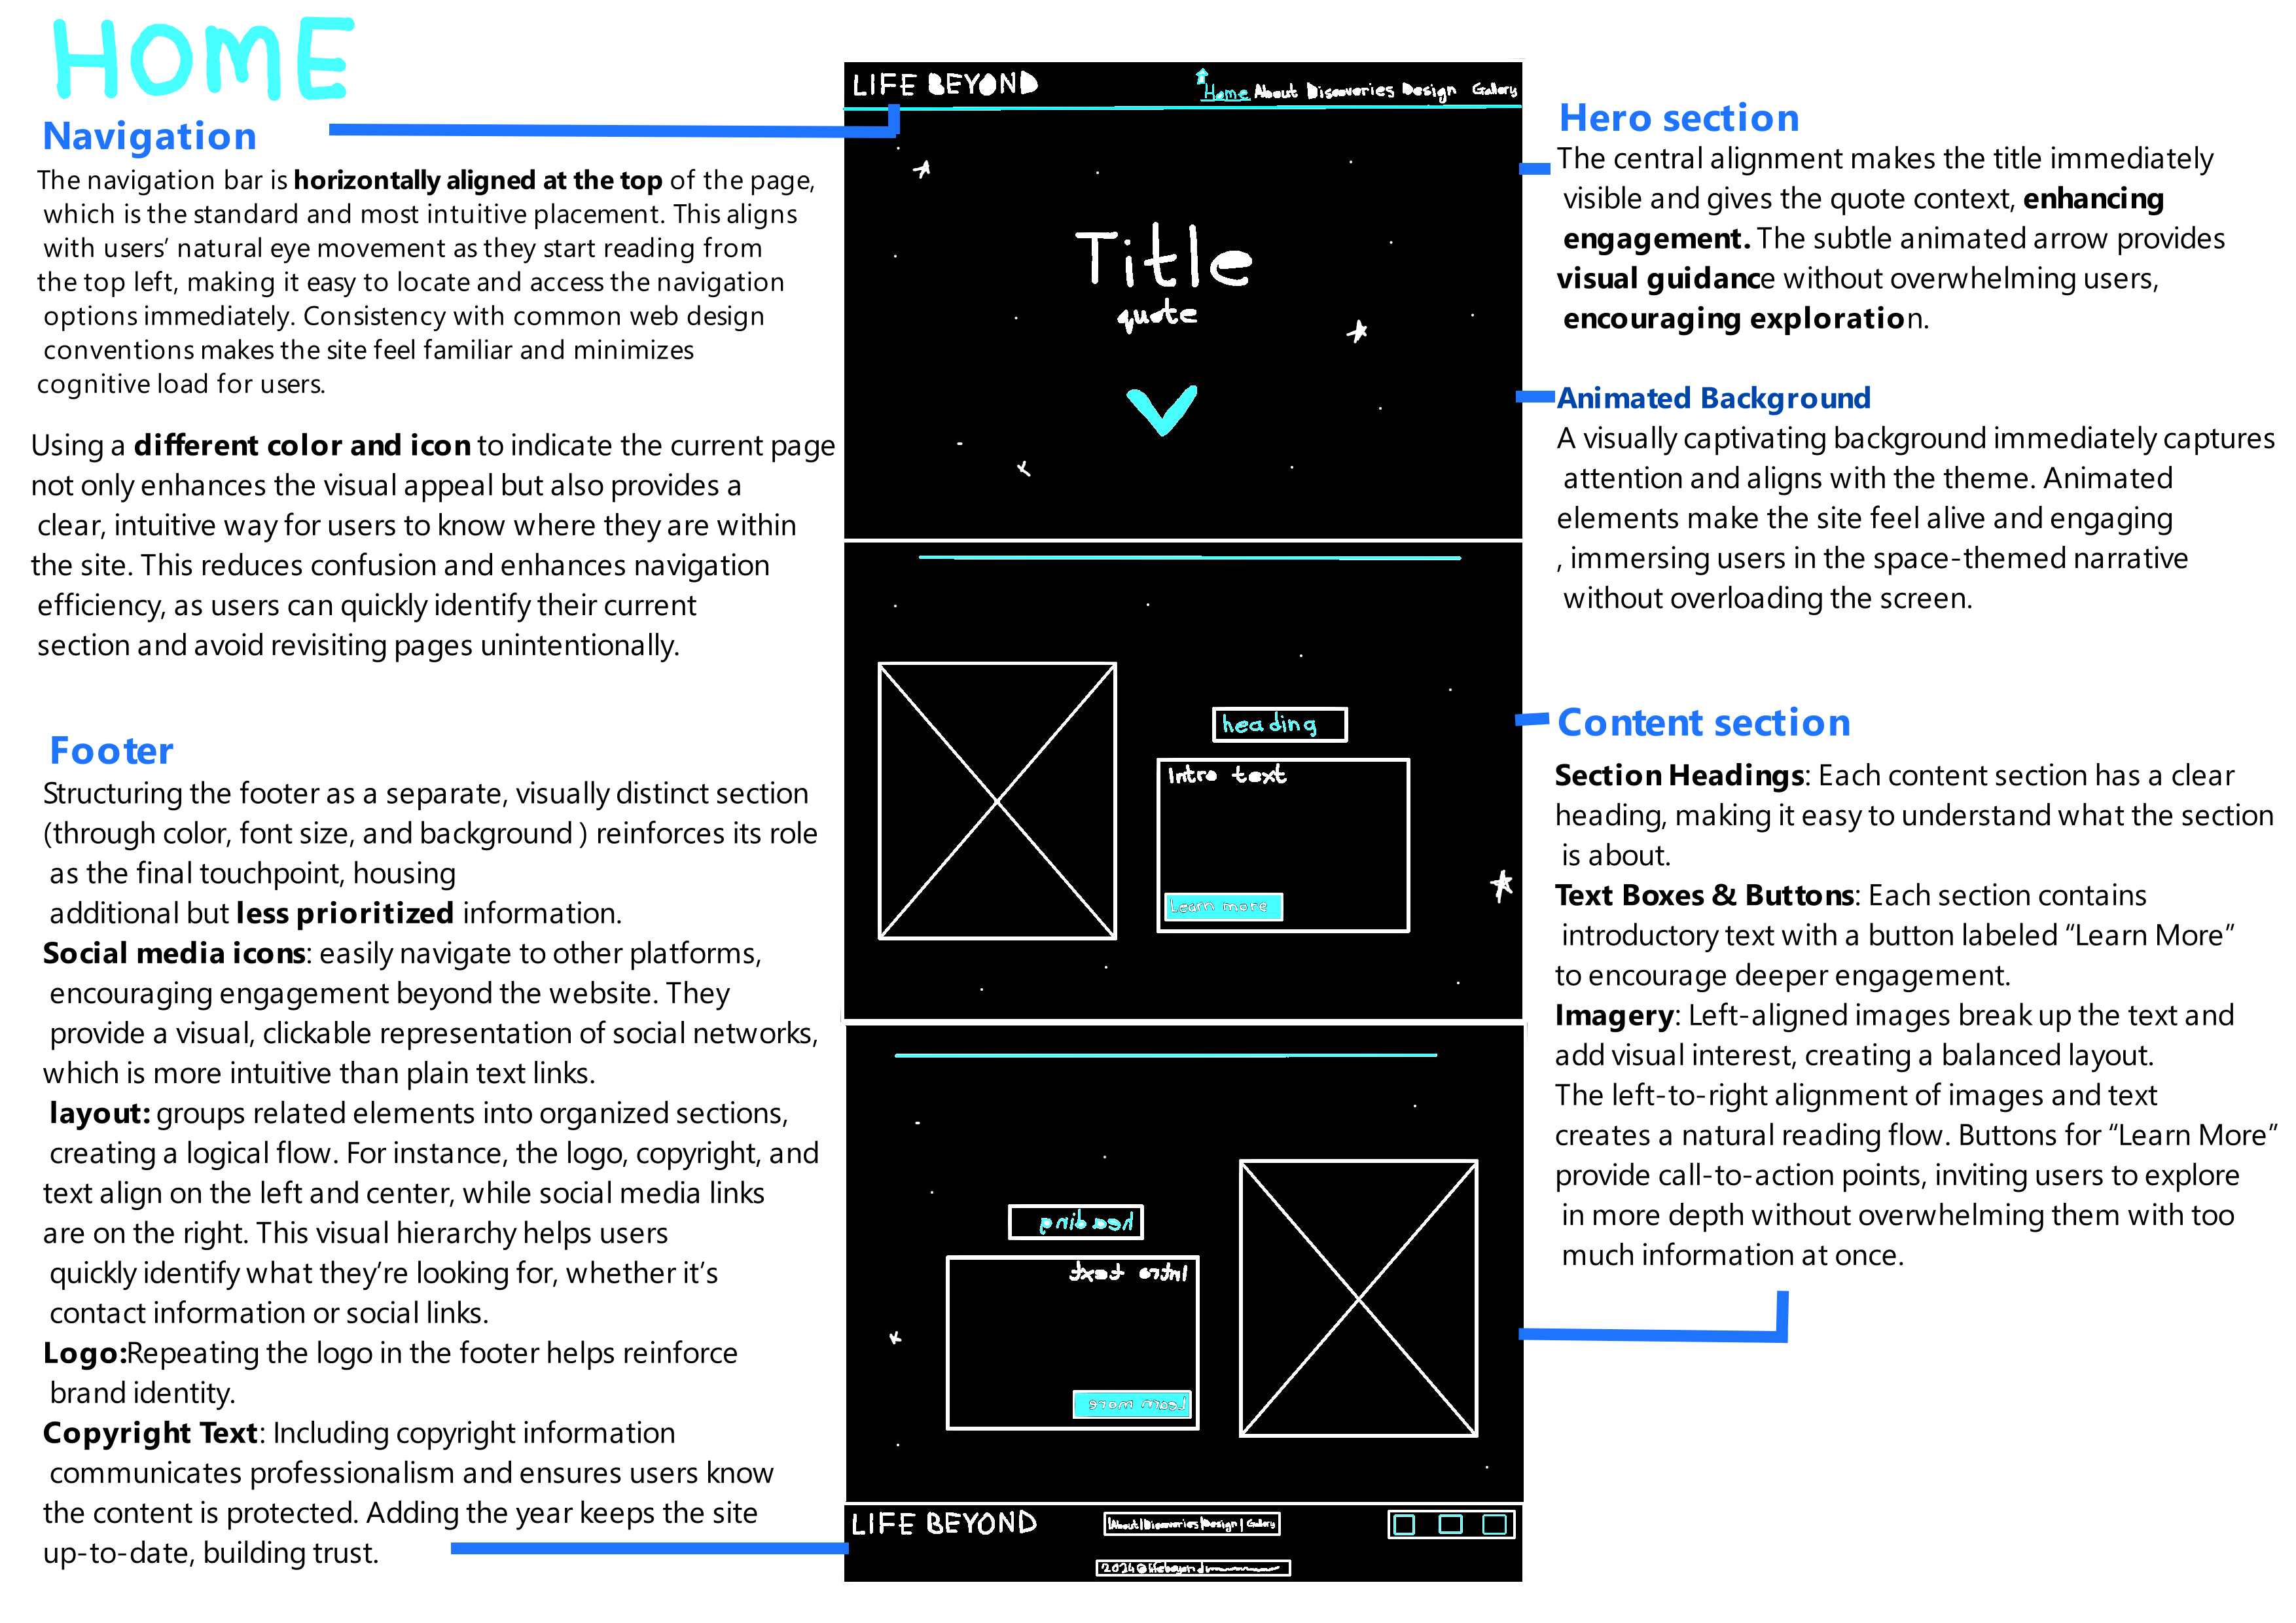 HOME
Navigation
The navigation bar is horizontally aligned at the top of the page,
which is the standard and most intuitive placement. This aligns
with users’ natural eye movement as they start reading from
the top left, making it easy to locate and access the navigation
options immediately. Consistency with common web design
conventions makes the site feel familiar and minimizes
cognitive load for users.
Using a different color and icon to indicate the current page
not only enhances the visual appeal but also provides a
clear, intuitive way for users to know where they are within
the site. This reduces confusion and enhances navigation
efficiency, as users can quickly identify their current
section and avoid revisiting pages unintentionally.
Footer
Structuring the footer as a separate, visually distinct section
(through color, font size, and background ) reinforces its role
as the final touchpoint, housing
additional but less prioritized information.
Social media icons: easily navigate to other platforms,
encouraging engagement beyond the website. They
provide a visual, clickable representation of social networks,
which is more intuitive than plain text links.
layout: groups related elements into organized sections,
creating a logical flow. For instance, the logo, copyright, and
text align on the left and center, while social media links
are on the right. This visual hierarchy helps users
quickly identify what they’re looking for, whether it’s
contact information or social links.
Logo:Repeating the logo in the footer helps reinforce
brand identity.
Copyright Text: Including copyright information
communicates professionalism and ensures users know
the content is protected. Adding the year keeps the site
up-to-date, building trust.
LIFE BEYOND
Home About Discoveries Design Gallery
Title
quote
heading
Intro text
Learn more
heading
Intro text
Learn more
LIFE BEYOND
About|Discoveries|Design| Gallery
2024@lifebeyond
Hero section
The central alignment makes the title immediately
visible and gives the quote context, enhancing
engagement. The subtle animated arrow provides
visual guidance without overwhelming users,
encouraging exploration.
Animated Background
A visually captivating background immediately captures
attention and aligns with the theme. Animated
elements make the site feel alive and engaging
, immersing users in the space-themed narrative
without overloading the screen.
Content section
Section Headings: Each content section has a clear
heading, making it easy to understand what the section
is about.
Text Boxes & Buttons: Each section contains
introductory text with a button labeled “Learn More”
to encourage deeper engagement.
Imagery: Left-aligned images break up the text and
add visual interest, creating a balanced layout.
The left-to-right alignment of images and text
creates a natural reading flow. Buttons for “Learn More”
provide call-to-action points, inviting users to explore
in more depth without overwhelming them with too
much information at once.